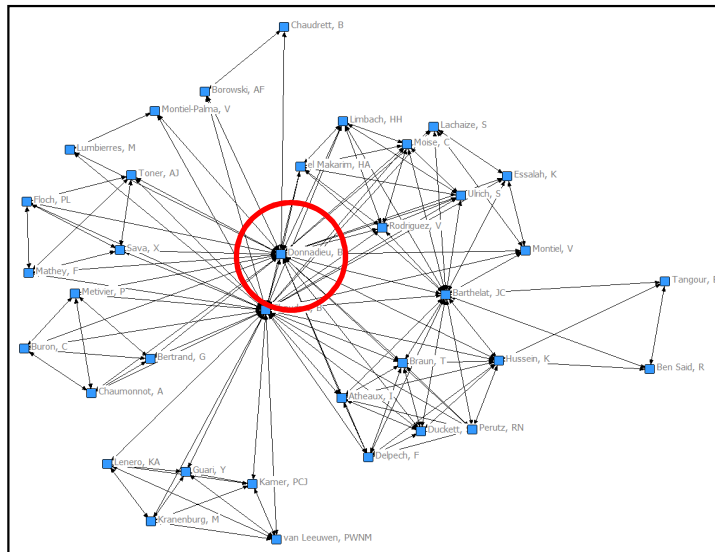 Chaudrett, B
Borowski, AF
Montiel-Palma, V
Limbach, HH
Lachaize, S
Moise, C
Lumbierres, M
el Makarim, HA
Toner, AJ
Essalah, K
Ulrich, S
Floch, PL
Rodriguez, V
Sava, X
Donnadieu, B
Montiel, V
Mathey, F
Tangour, 
Metivier, P
Barthelat, JC
Buron, C
Bertrand, G
Braun, T
Hussein, K
Ben Said, R
Chaumonnot, A
Atheaux, I
Duckett,
Perutz, RN
Delpech, F
Lenero, KA
Guari, Y
Kamer, PCJ
Kranenburg, M
van Leeuwen, PWNM